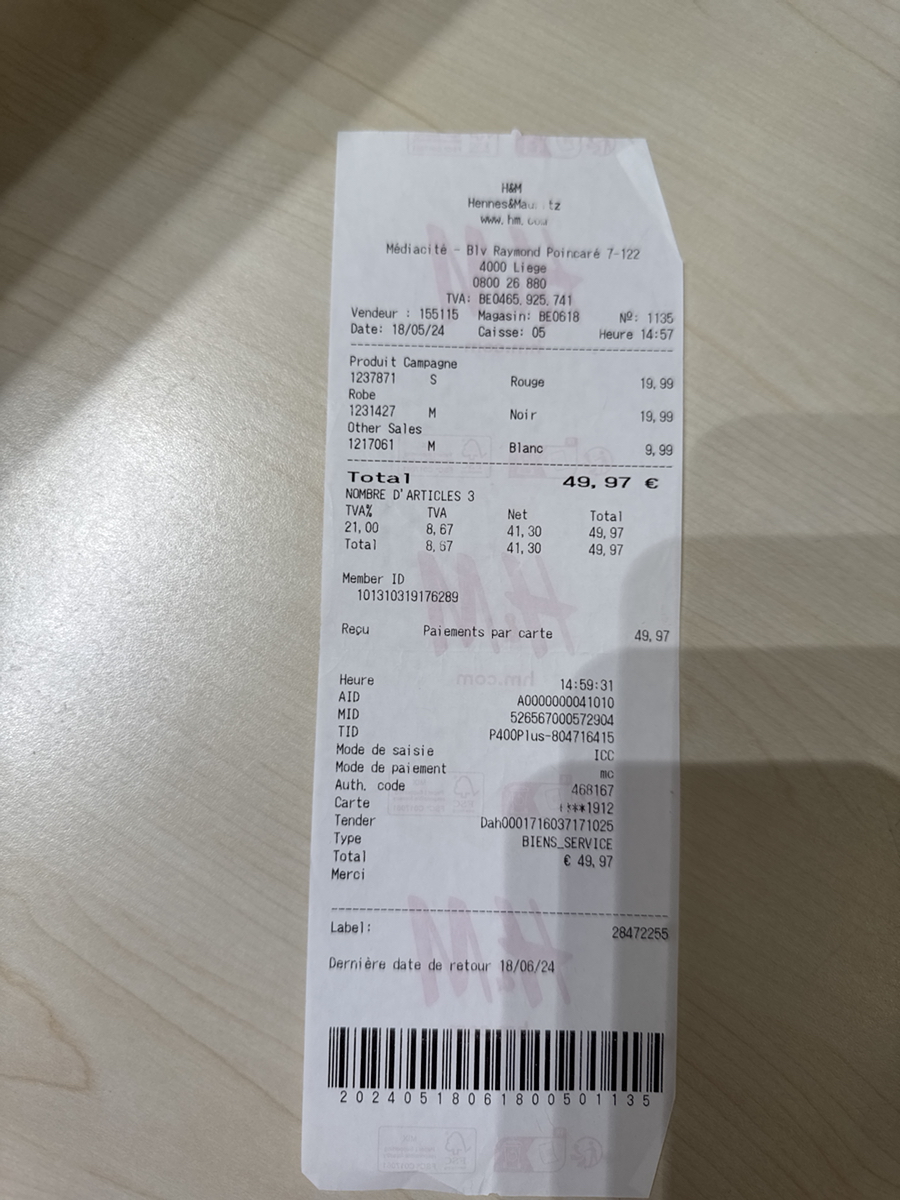 H&M
www.hm.
Médiacité - Blv Raymond Poincaré 7-122
4000 Liege
0800 26 880
TVA: BE0465,925,741
Vendeur : 155115 Magasin: BE0618 Nº: 1135
Date: 18/05/24 Caisse: 05 Heure 14:57
Produit Campagne
1237871 S Rouge 19,99
Robe
1231427 M Noir 19,99
Other Sales
1217061 M Blanc 9,99
Total 49,97 €
NOMBRE D'ARTICLES 3
TVA% TVA Net Total
21,00 8,67 41,30 49,97
Total 8,67 41,30 49,97
Member ID
101310319176289
Reçu Paiements par carte 49,97
Heure 14:59:31
AID A0000000041010
MID 526567000572904
TID P400Plus-804716415
Mode de saisie ICC
Mode de paiement mc
Auth. code 468167
Carte ***1912
Tender Dah0001716037171025
Type BIENS_SERVICE
Total € 49,97
Merci
Label: 28472255
Dernière date de retour 18/06/24
2024051806180050​1135